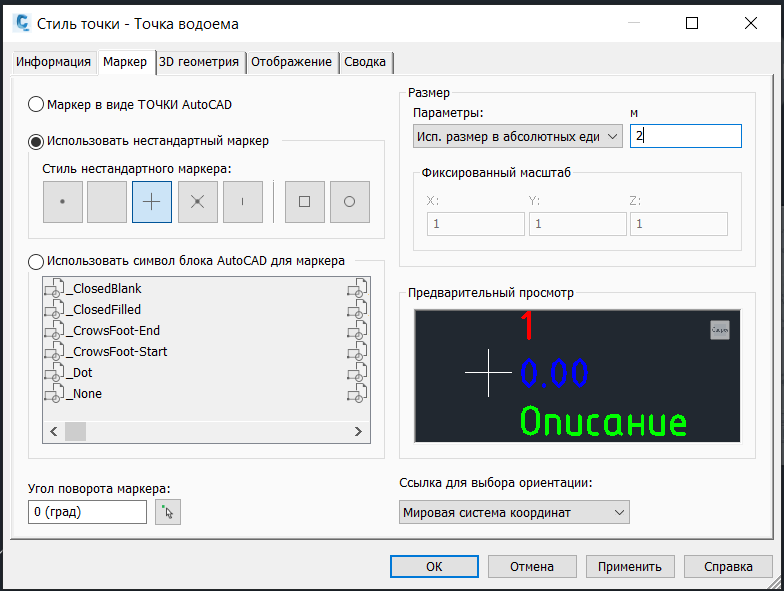 Стиль точки - Точка водоема
Информация Маркер 3D геометрия Отображение Сводка
Маркер в виде ТОЧКИ AutoCAD
Использовать нестандартный маркер
Стиль нестандартного маркера:
Использовать символ блока AutoCAD для маркера
_ClosedBlank
_ClosedFilled
_CrowsFoot-End
_CrowsFoot-Start
_Dot
_None
Угол поворота маркера:
0 (град)
Размер
Параметры: м
Исп. размер в абсолютных еди 2
Фиксированный масштаб
X: Y: Z:
1 1 1
Предварительный просмотр
1
0.00
Описание
Ссылка для выбора ориентации:
Мировая система координат
ОК Отмена Применить Справка